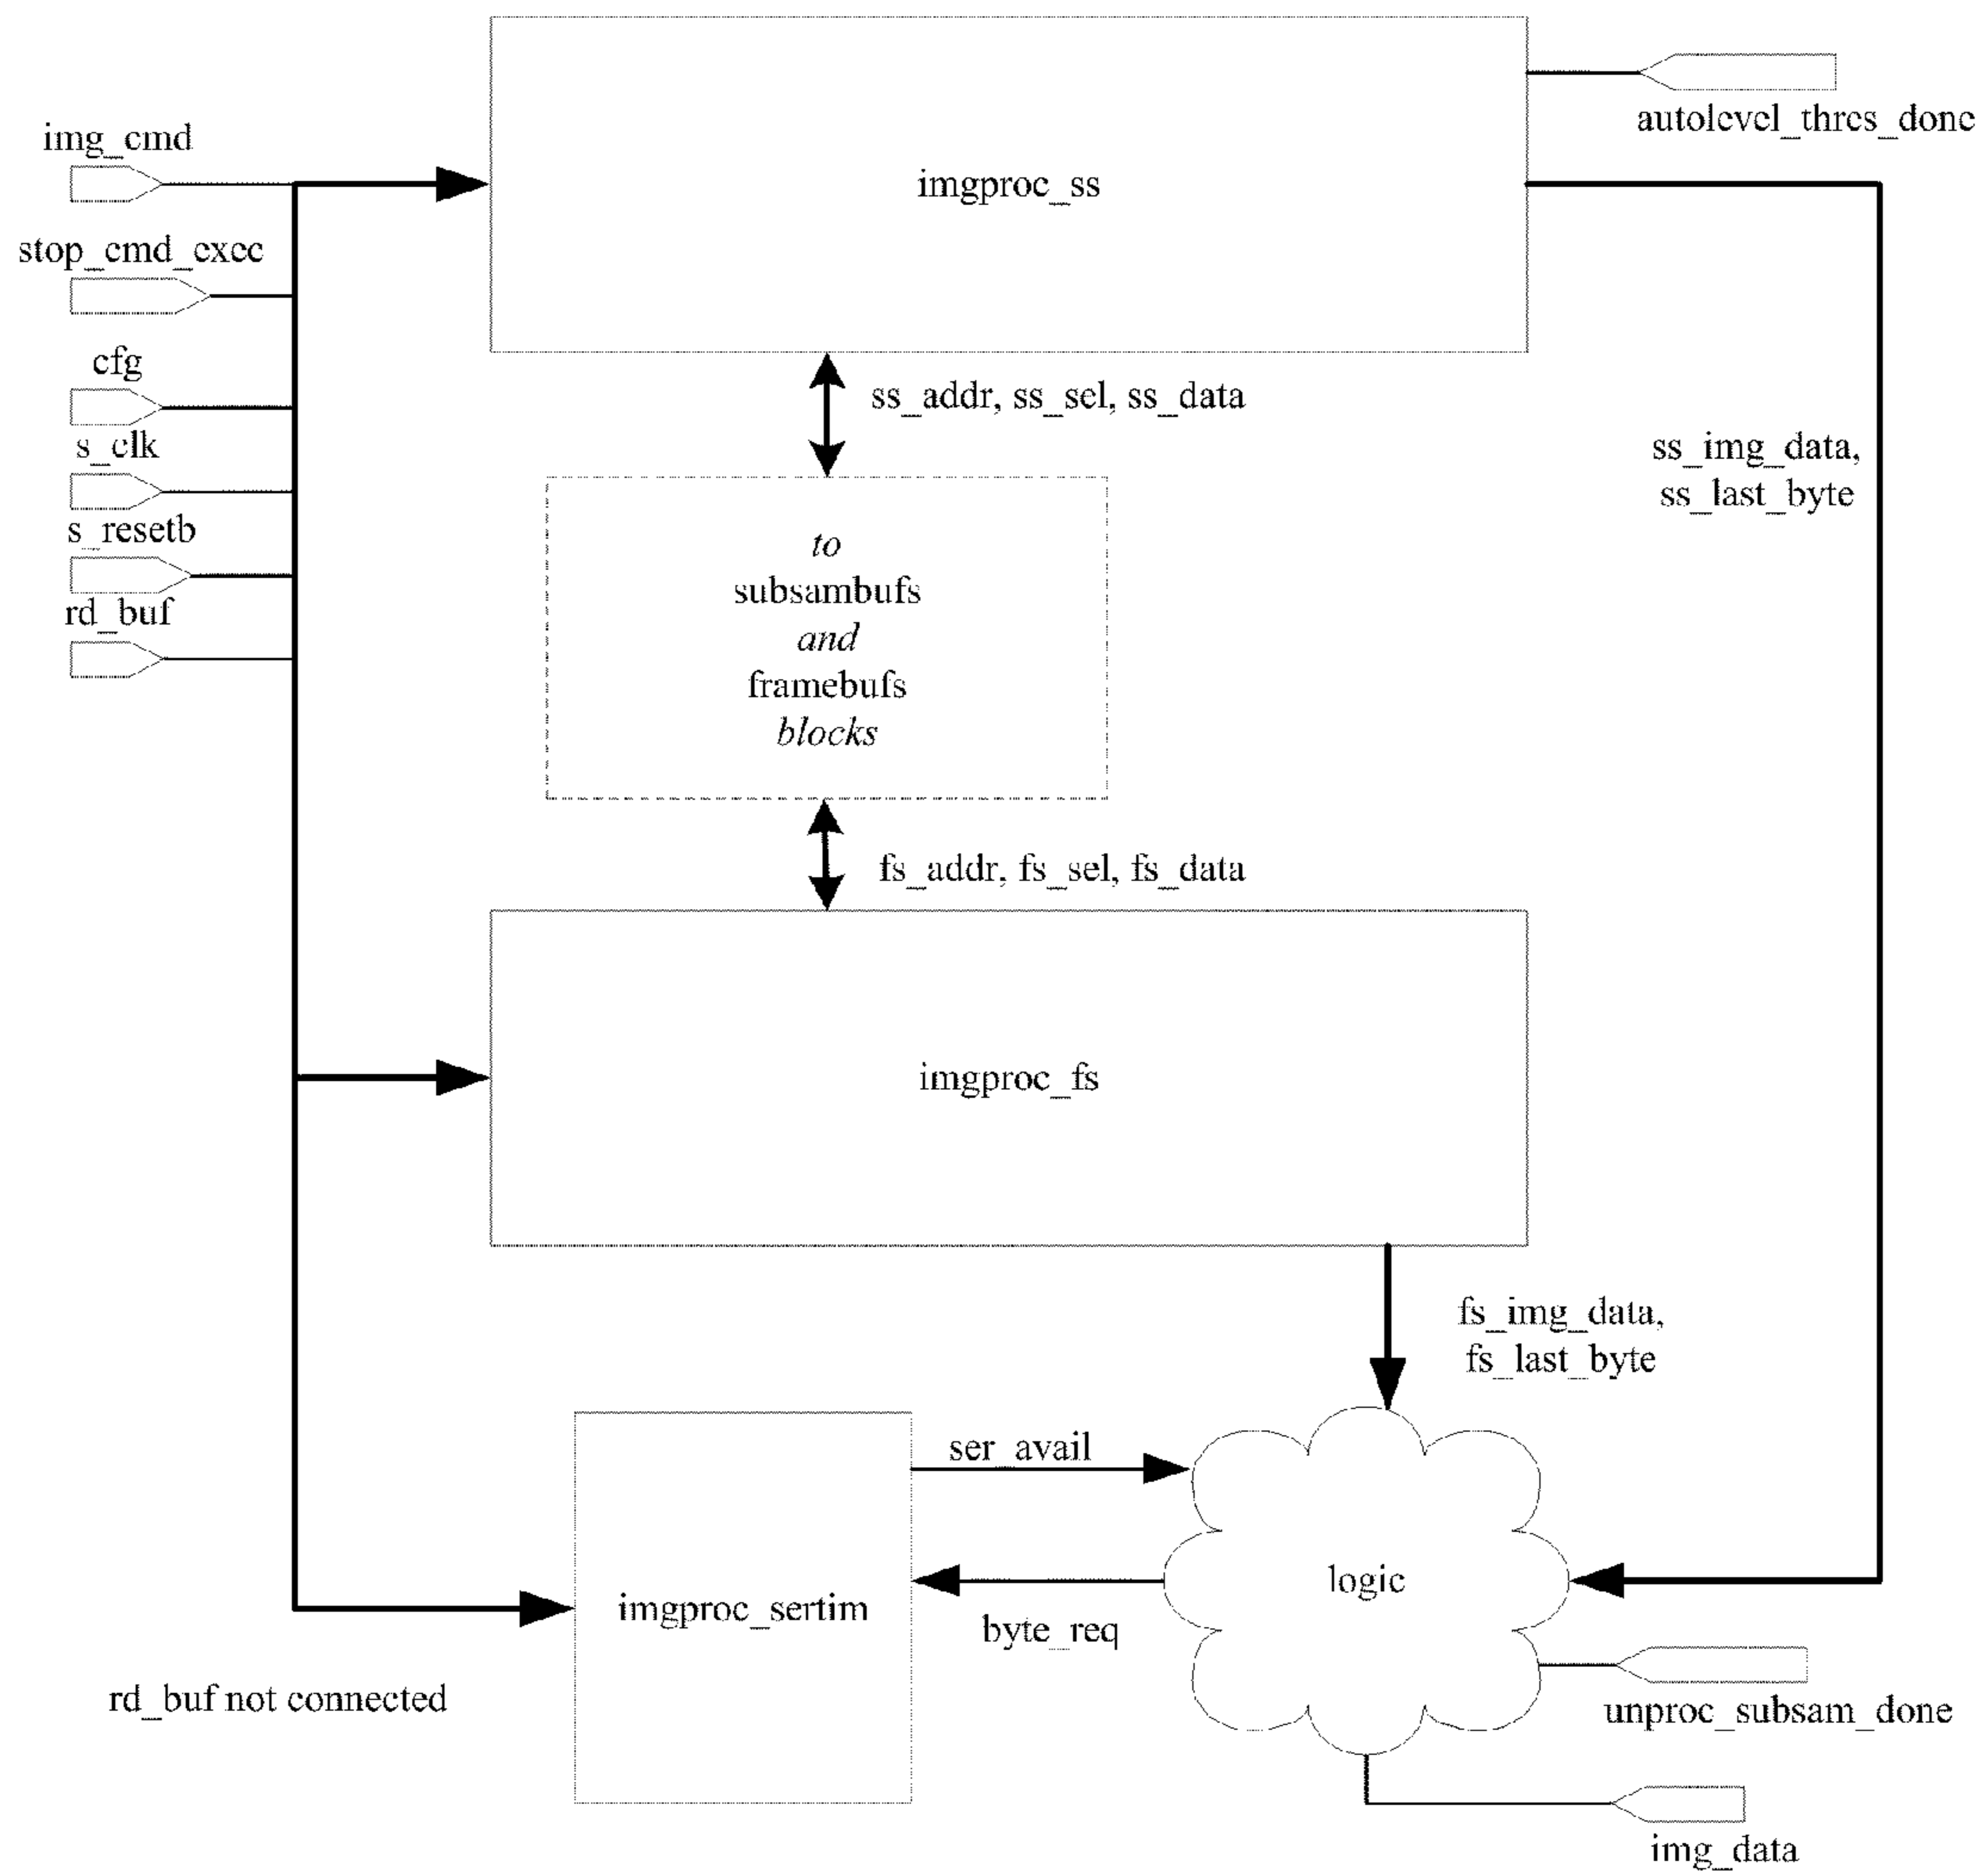 autolevel_thres_done
img_cmd
imgproc_ss
stop_cmd_exec
cfg
ss_addr, ss_sel, ss_data
s_clk
ss_img_data,
ss_last_byte
s_resetb
to
subsambufs
and
framebufs
blocks
rd_buf
fs_addr, fs_sel, fs_data
imgproc_fs
fs_img_data,
fs_last_byte
ser_avail
logic
imgproc_sertim
byte_req
rd_buf not connected
unproc_subsam_done
img_data